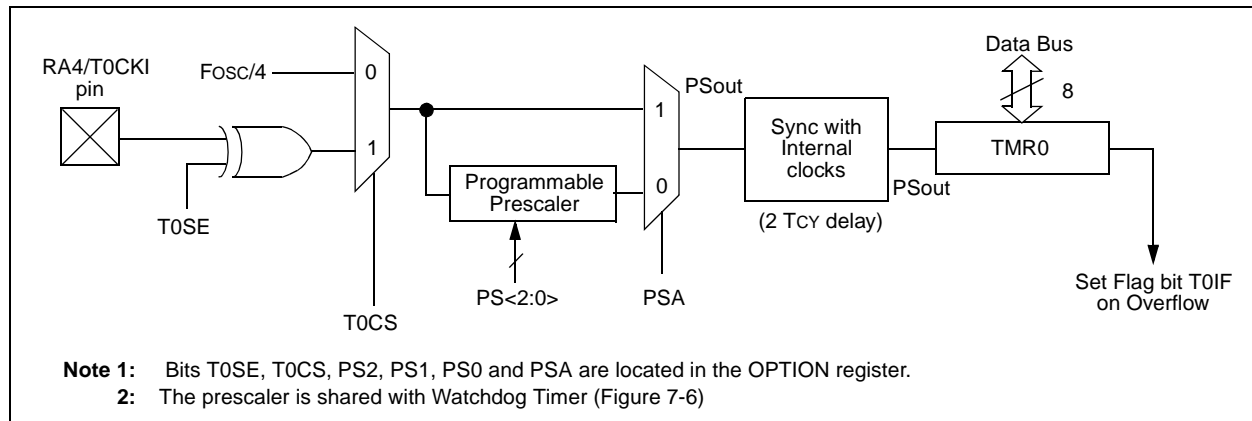 RA4/T0CKI
pin
FOSC/4
0
1
T0SE
T0CS
Programmable
Prescaler
PS<2:0>
1
0
PSA
PSout
Sync with
Internal
clocks
(2 TCY delay)
PSout
Data Bus
8
TMR0
Set Flag bit T0IF
on Overflow
Note 1: Bits T0SE, T0CS, PS2, PS1, PS0 and PSA are located in the OPTION register.
2: The prescaler is shared with Watchdog Timer (Figure 7-6)